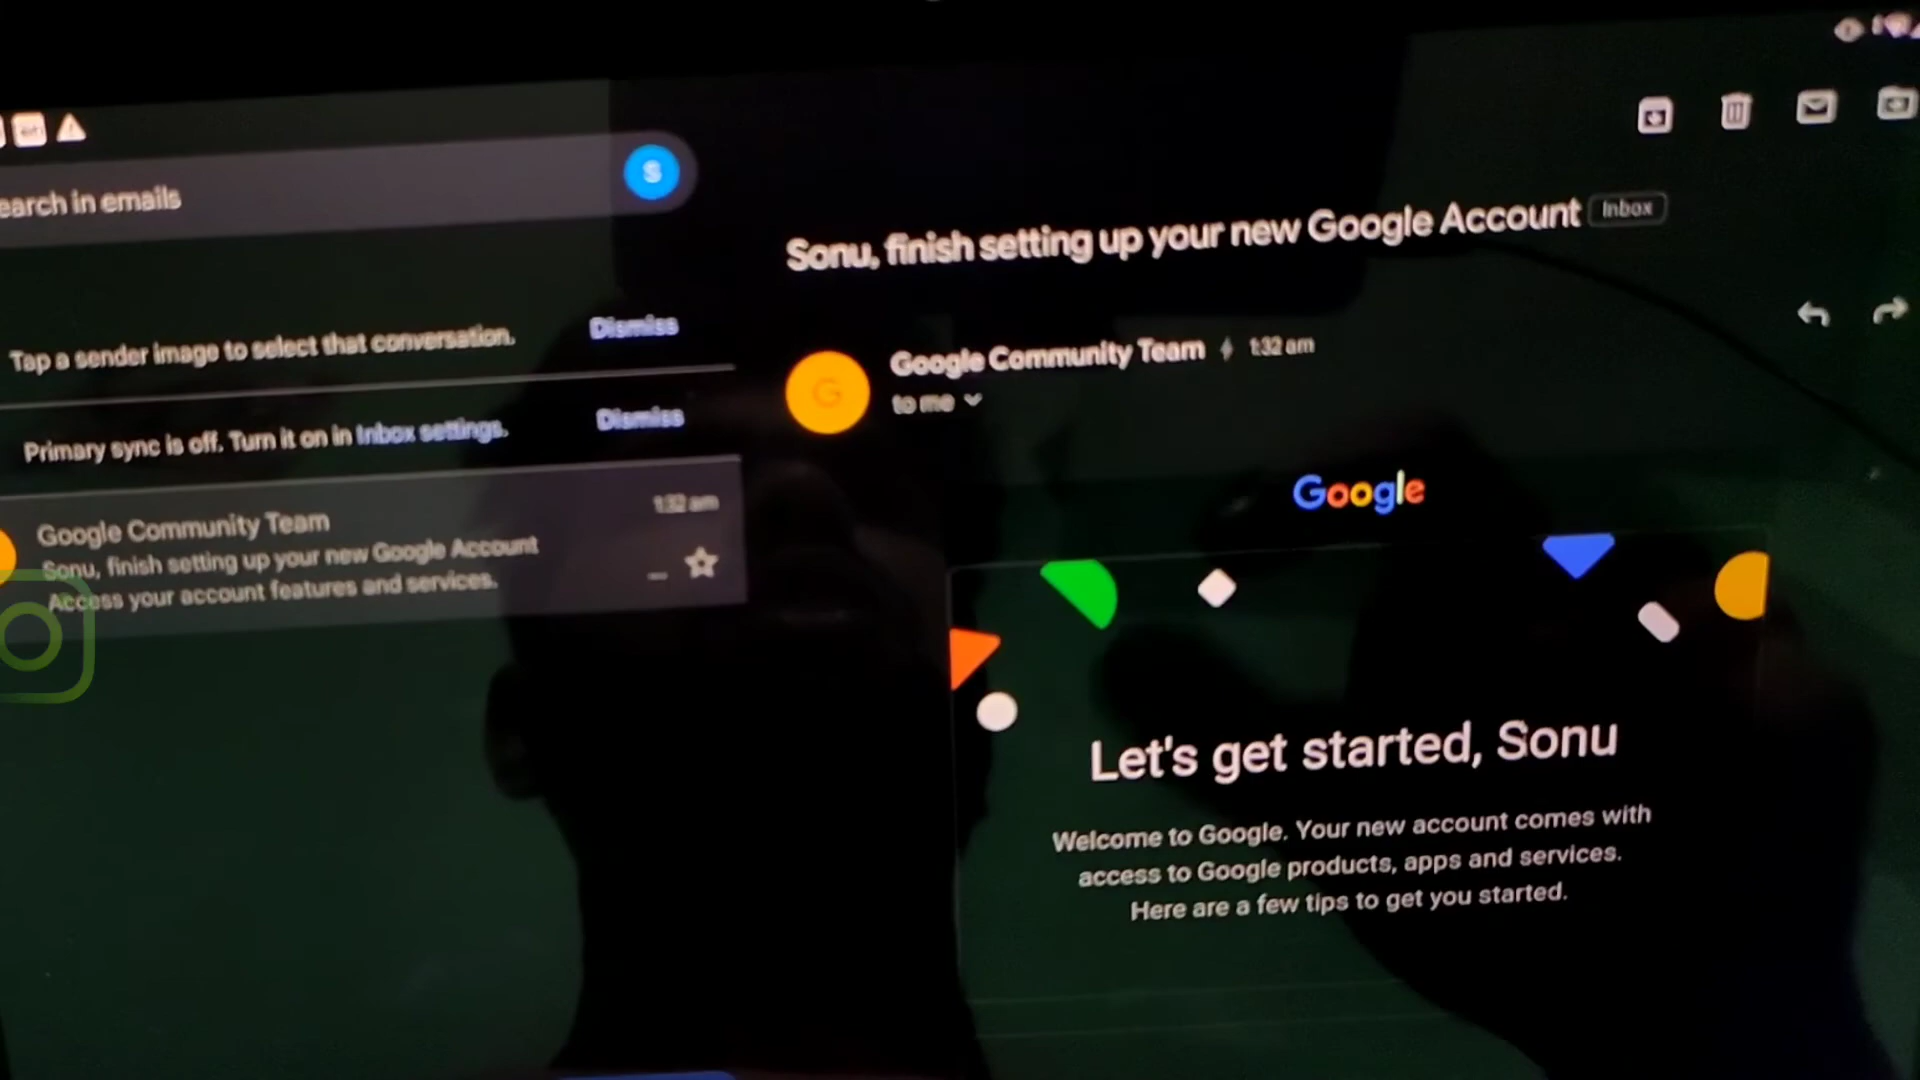 earch in emails
S
Tap a sender image to select that conversation.
Dismiss
Primary sync is off. Turn it on in Inbox settings.
Dismiss
Google Community Team
1:32 am
Sonu, finish setting up your new Google Account
Access your account features and services.
Sonu, finish setting up your new Google Account
Inbox
G
Google Community Team
1:32 am
to me
Google
Let's get started, Sonu
Welcome to Google. Your new account comes with
access to Google products, apps and services.
Here are a few tips to get you started.